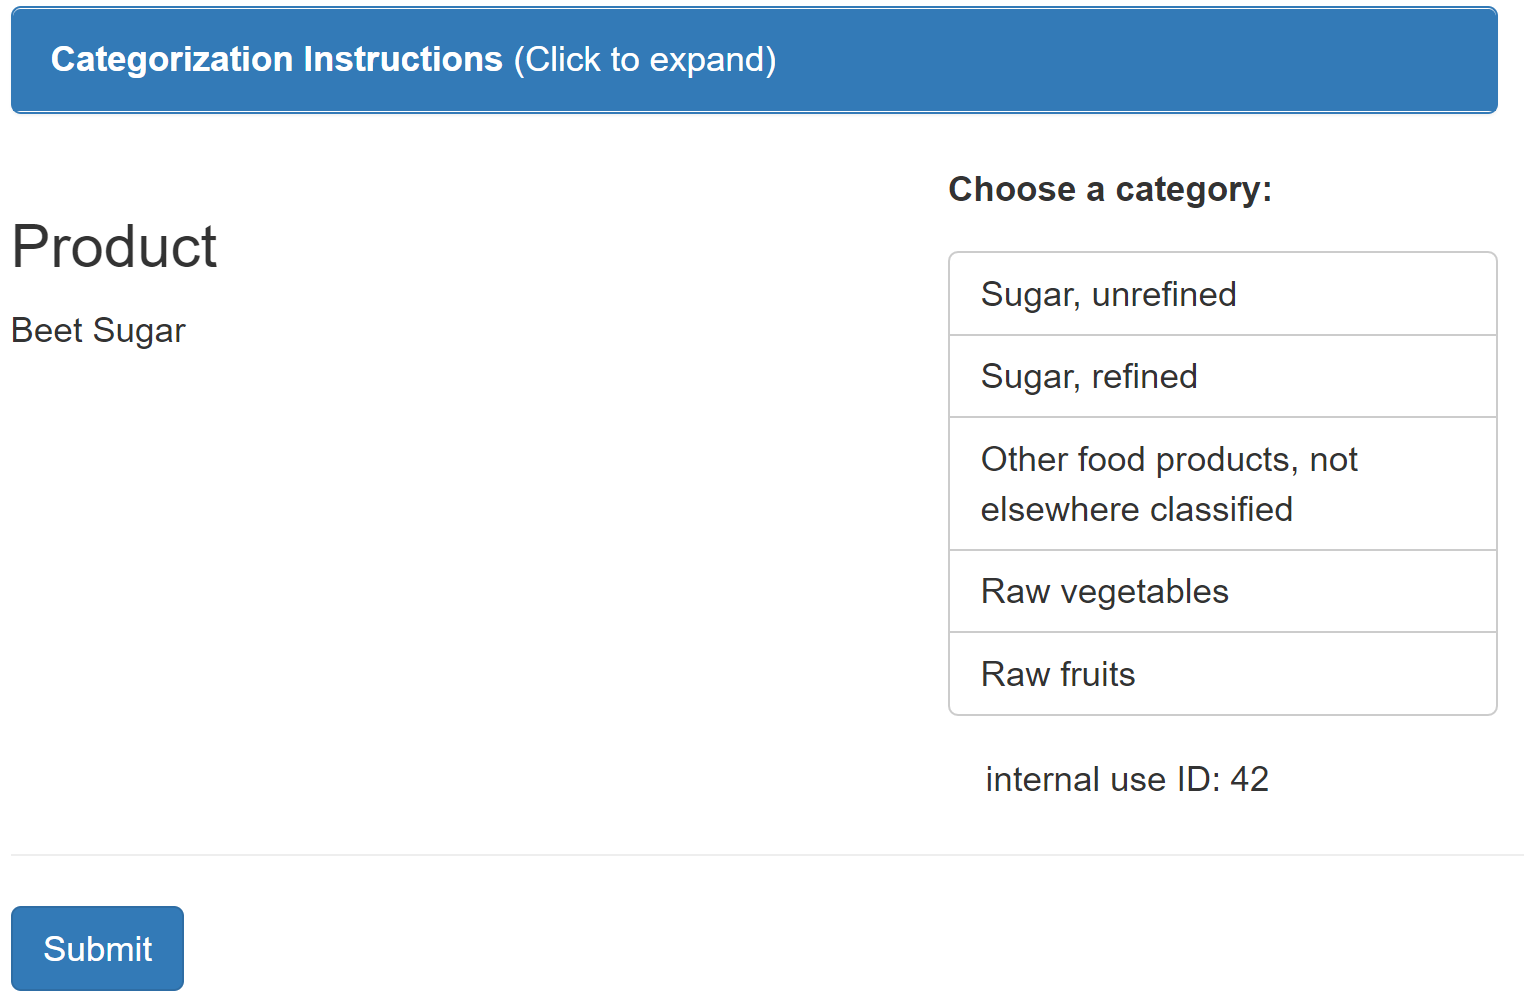 Categorization Instructions (Click to expand)
Product
Beet Sugar
Choose a category:
Sugar, unrefined
Sugar, refined
Other food products, not
elsewhere classified
Raw vegetables
Raw fruits
internal use ID: 42
Submit